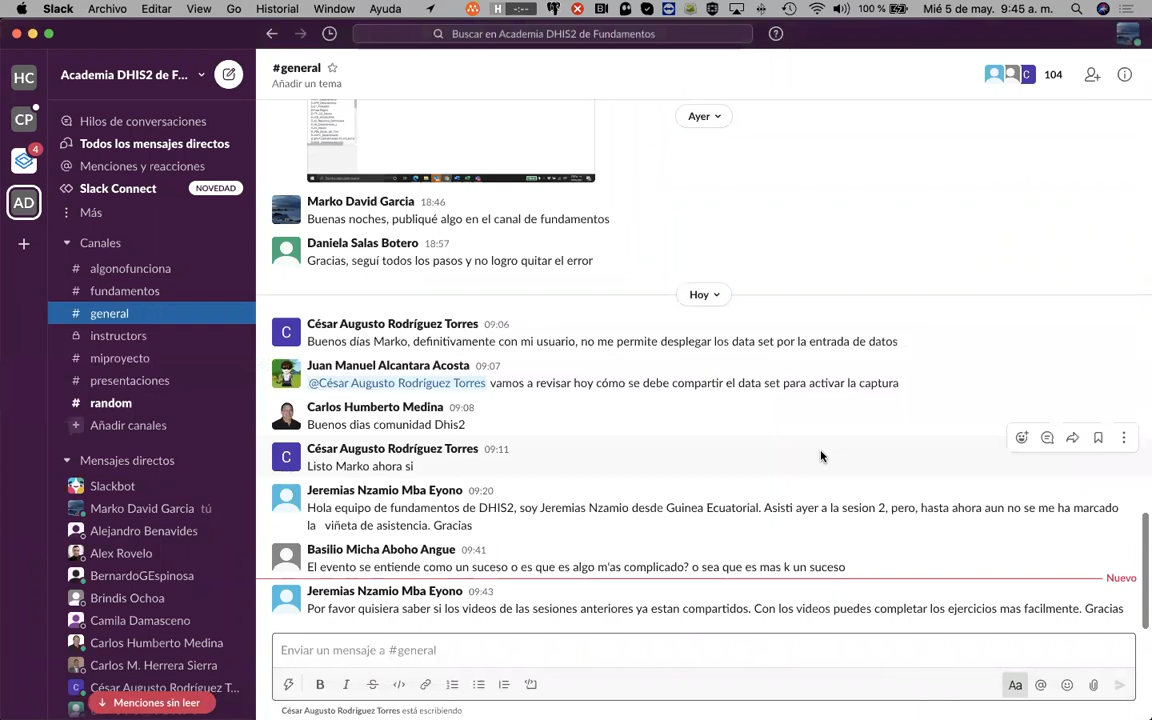 Slack Archivo Editar View Go Historial Window Ayuda 100 % Mié 5 de may. 9:45 a. m.
Buscar en Academia DHIS2 de Fundamentos
HC
CP
4
AD
Academia DHIS2 de F...
Hilos de conversaciones
Todos los mensajes directos
Menciones y reacciones
Slack Connect NOVEDAD
Más
Canales
# algonofunciona
# fundamentos
# general
instructors
# miproyecto
# presentaciones
# random
+ Añadir canales
Mensajes directos
Slackbot
Marko David Garcia tú
Alejandro Benavides
Alex Rovelo
BernardoGEspinosa
Brindis Ochoa
Camila Damasceno
Carlos Humberto Medina
Carlos M. Herrera Sierra
César Augusto Rodríguez T...
Menciones sin leer
#general
Añadir un tema
C 104
Ayer
Marko David Garcia 18:46
Buenas noches, publiqué algo en el canal de fundamentos
Daniela Salas Botero 18:57
Gracias, seguí todos los pasos y no logro quitar el error
Hoy
C
César Augusto Rodríguez Torres 09:06
Buenos días Marko, definitivamente con mi usuario, no me permite desplegar los data set por la entrada de datos
Juan Manuel Alcantara Acosta 09:07
@César Augusto Rodríguez Torres vamos a revisar hoy cómo se debe compartir el data set para activar la captura
Carlos Humberto Medina 09:08
Buenos dias comunidad Dhis2
C
César Augusto Rodríguez Torres 09:11
Listo Marko ahora si
Jeremias Nzamio Mba Eyono 09:20
Hola equipo de fundamentos de DHIS2, soy Jeremias Nzamio desde Guinea Ecuatorial. Asisti ayer a la sesion 2, pero, hasta ahora aun no se me ha marcado
la viñeta de asistencia. Gracias
Basilio Micha Aboho Angue 09:41
El evento se entiende como un suceso o es que es algo m'as complicado? o sea que es mas k un suceso
Nuevo
Jeremias Nzamio Mba Eyono 09:43
Por favor quisiera saber si los videos de las sesiones anteriores ya estan compartidos. Con los videos puedes completar los ejercicios mas facilmente. Gracias
Enviar un mensaje a #general
B I Aa @
César Augusto Rodríguez Torres está escribiendo